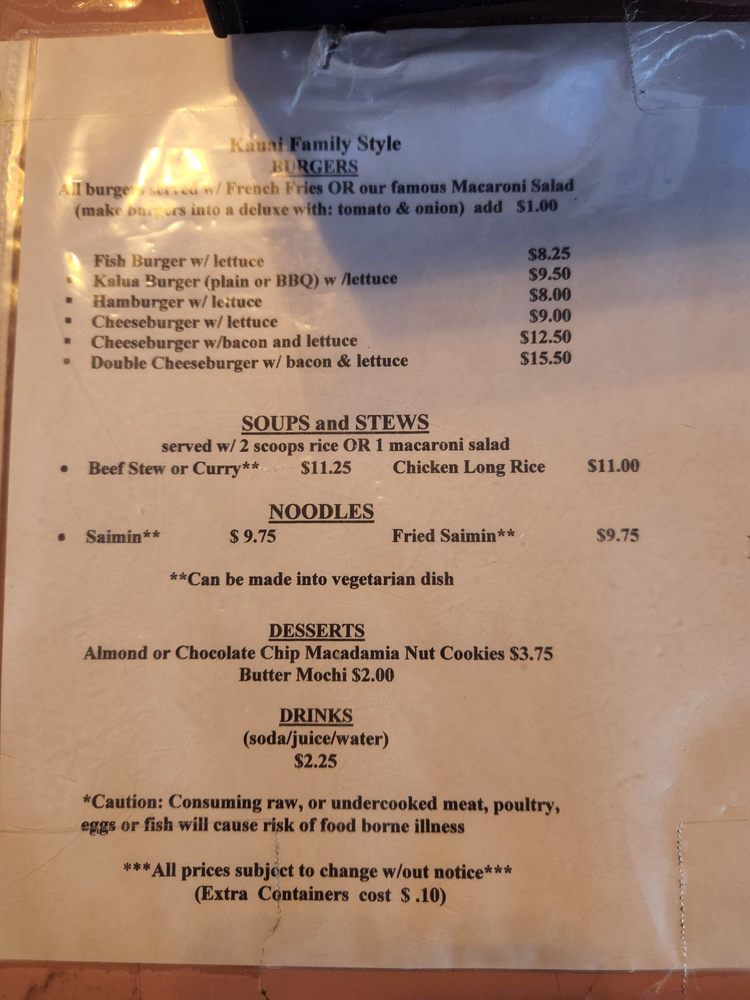 Kauai Family Style
BURGERS
All burgers served w/ French Fries OR our famous Macaroni Salad
(make burgers into a deluxe with: tomato & onion) add $1.00
Fish Burger w/ lettuce $8.25
▪ Kalua Burger (plain or BBQ) w /lettuce $9.50
▪ Hamburger w/ lettuce $8.00
▪ Cheeseburger w/ lettuce $9.00
▪ Cheeseburger w/bacon and lettuce $12.50
▪ Double Cheeseburger w/ bacon & lettuce $15.50
SOUPS and STEWS
served w/ 2 scoops rice OR 1 macaroni salad
• Beef Stew or Curry** $11.25 Chicken Long Rice $11.00
NOODLES
• Saimin** $ 9.75 Fried Saimin** $9.75
**Can be made into vegetarian dish
DESSERTS
Almond or Chocolate Chip Macadamia Nut Cookies $3.75
Butter Mochi $2.00
DRINKS
(soda/juice/water)
$2.25
*Caution: Consuming raw, or undercooked meat, poultry,
eggs or fish will cause risk of food borne illness
***All prices subject to change w/out notice***
(Extra Containers cost $ .10)